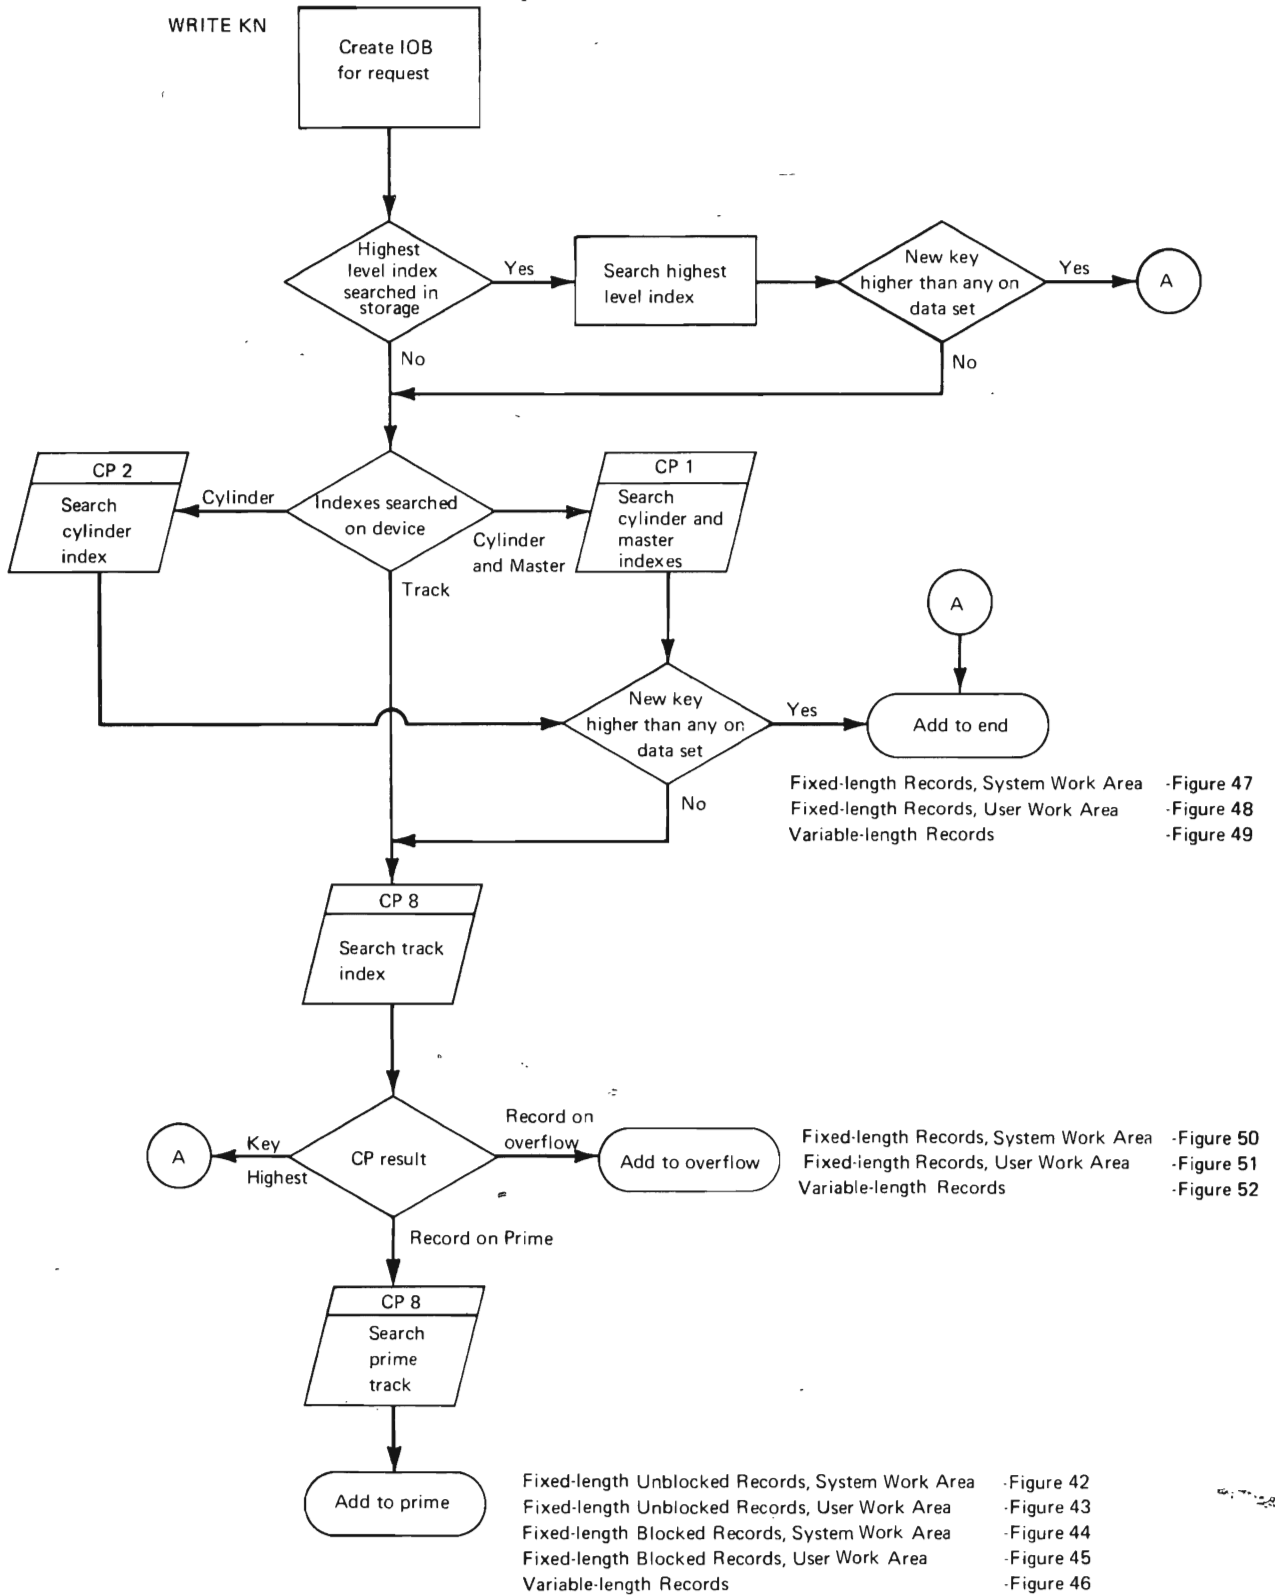 WRITE KN
Create IOB
for request
Highest
level index
searched in
storage
Yes
Search highest
level index
New key
higher than any on
data set
Yes
A
No
No
CP 2
Search
cylinder
index
Cylinder
Indexes searched
on device
Cylinder
and Master
CP 1
Search
cylinder and
master
indexes
Track
A
New key
higher than any on
data set
Yes
Add to end
No
Fixed-length Records, System Work Area -Figure 47
Fixed-length Records, User Work Area -Figure 48
Variable-length Records -Figure 49
CP 8
Search track
index
A
Key
Highest
CP result
Record on
overflow
Add to overflow
Fixed-length Records, System Work Area -Figure 50
Fixed-length Records, User Work Area -Figure 51
Variable-length Records -Figure 52
Record on Prime
CP 8
Search
prime
track
Add to prime
Fixed-length Unblocked Records, System Work Area -Figure 42
Fixed-length Unblocked Records, User Work Area -Figure 43
Fixed-length Blocked Records, System Work Area -Figure 44
Fixed-length Blocked Records, User Work Area -Figure 45
Variable-length Records -Figure 46